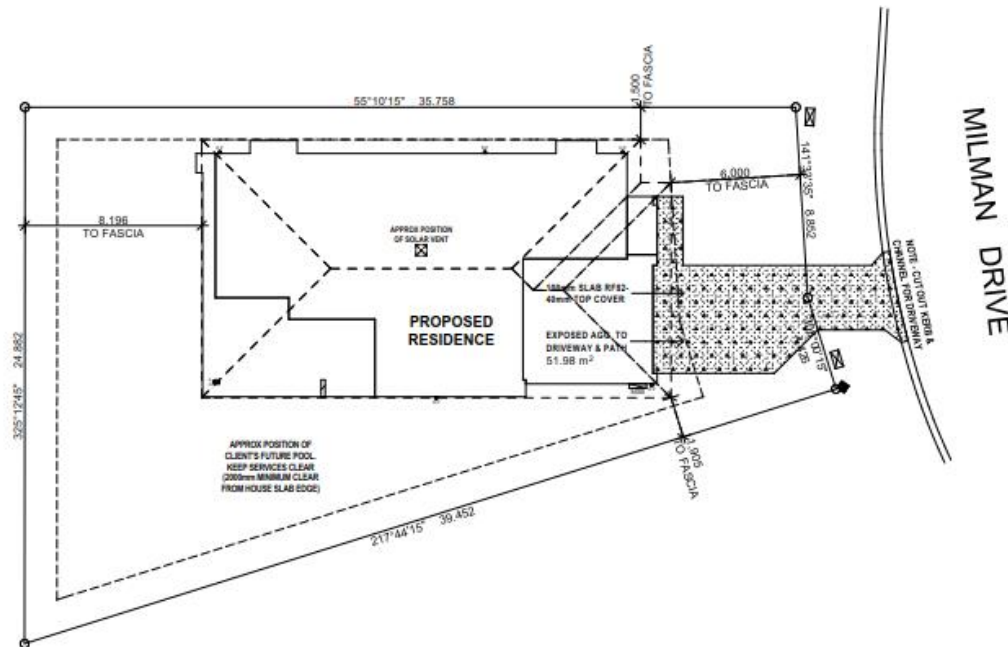 1.500
TO FASCIA
55°10'15" 35.758
MILMAN DRIVE
141°33'35" 8.852
6.000
TO FASCIA
8.196
TO FASCIA
APPROX POSITION
OF SOLAR VENT
NOTE - CUT OUT KERB &
CHANNEL FOR DRIVEWAY
100mm SLAB RF82-
40mm TOP COVER
PROPOSED
RESIDENCE
EXPOSED AGG. TO
DRIVEWAY & PATH
51.98 m²
325°12'45" 24.882
APPROX POSITION OF
CLIENT'S FUTURE POOL.
KEEP SERVICES CLEAR
(2000mm MINIMUM CLEAR
FROM HOUSE SLAB EDGE)
1.905
TO FASCIA
217°44'15" 39.452